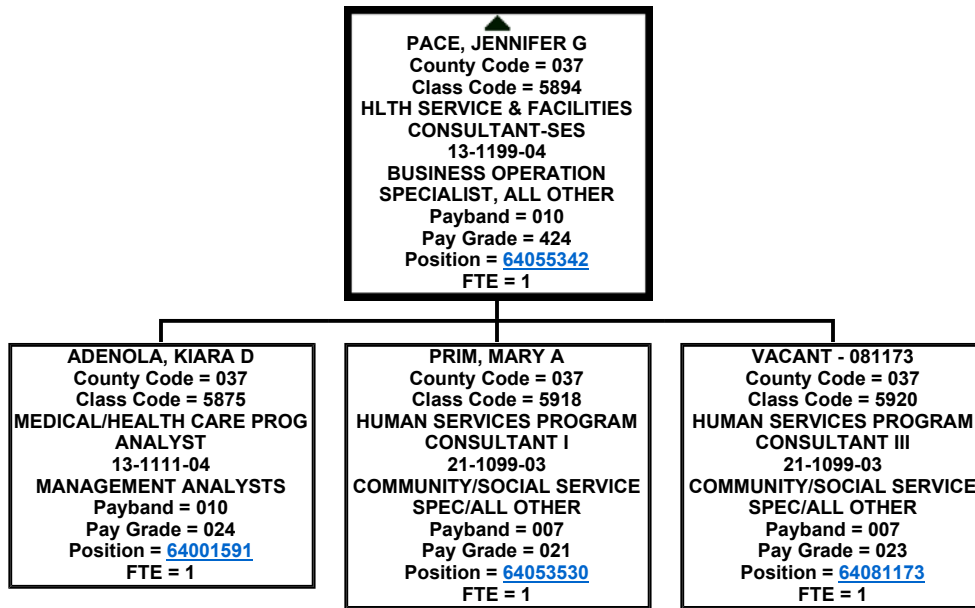 PACE, JENNIFER G
County Code = 037
Class Code = 5894
HLTH SERVICE & FACILITIES
CONSULTANT-SES
13-1199-04
BUSINESS OPERATION
SPECIALIST, ALL OTHER
Payband = 010
Pay Grade = 424
Position = 64055342
FTE = 1
ADENOLA, KIARA D
County Code = 037
Class Code = 5875
MEDICAL/HEALTH CARE PROG
ANALYST
13-1111-04
MANAGEMENT ANALYSTS
Payband = 010
Pay Grade = 024
Position = 64001591
FTE = 1
PRIM, MARY A
County Code = 037
Class Code = 5918
HUMAN SERVICES PROGRAM
CONSULTANT I
21-1099-03
COMMUNITY/SOCIAL SERVICE
SPEC/ALL OTHER
Payband = 007
Pay Grade = 021
Position = 64053530
FTE = 1
VACANT - 081173
County Code = 037
Class Code = 5920
HUMAN SERVICES PROGRAM
CONSULTANT III
21-1099-03
COMMUNITY/SOCIAL SERVICE
SPEC/ALL OTHER
Payband = 007
Pay Grade = 023
Position = 64081173
FTE = 1